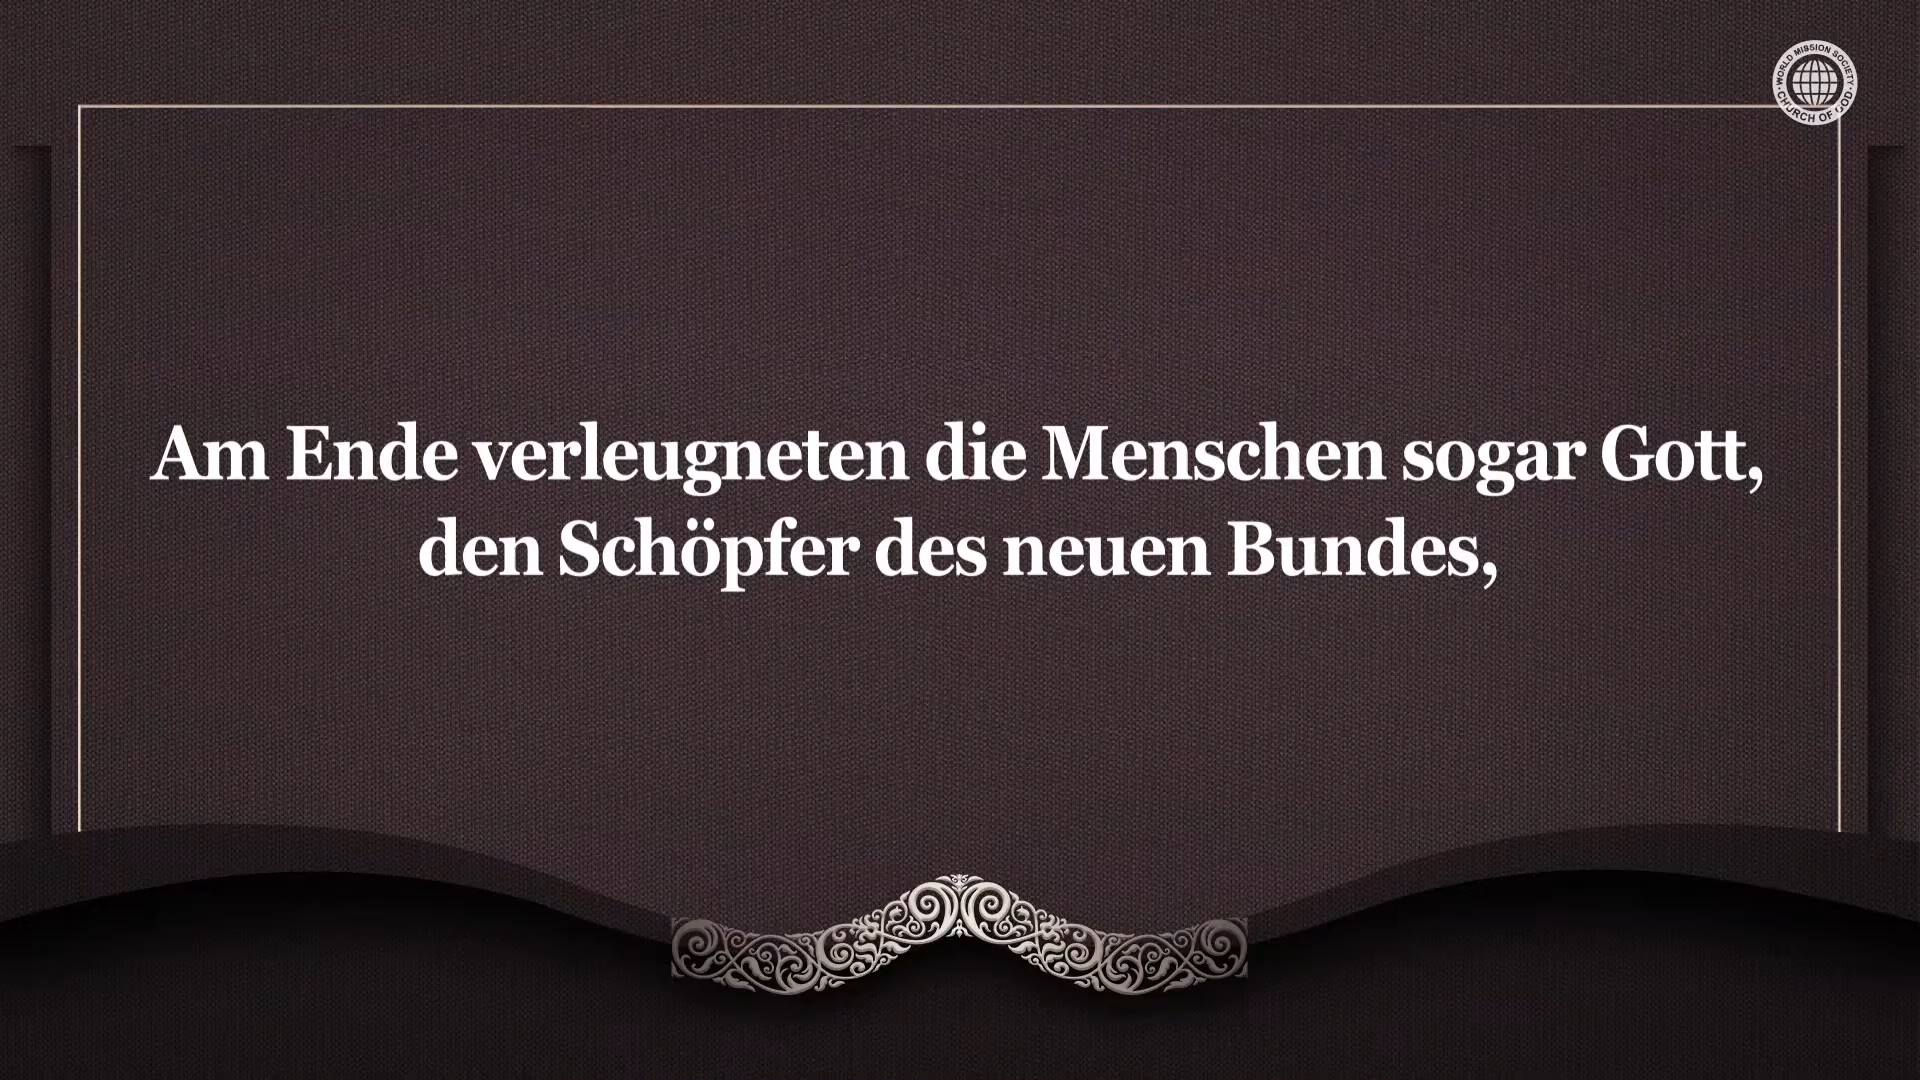 WORLD MISSION SOCIETY
CHURCH OF GOD
Am Ende verleugneten die Menschen sogar Gott,
den Schöpfer des neuen Bundes,